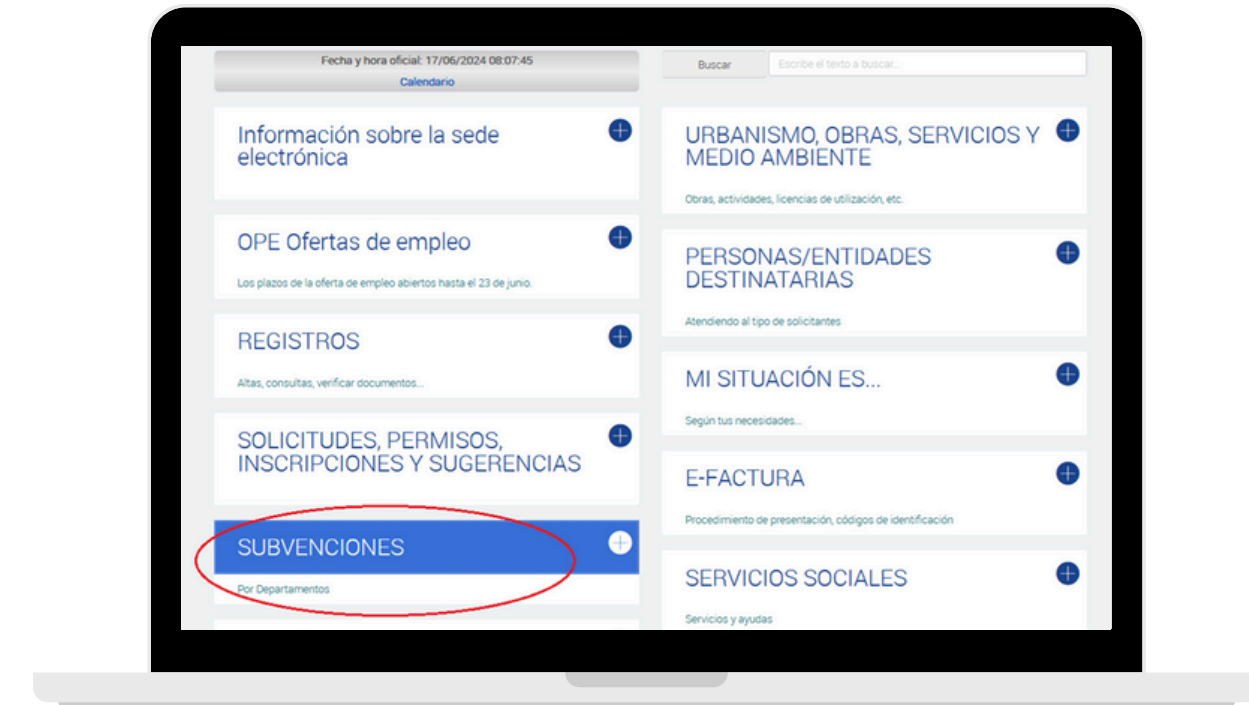 Fecha y hora oficial: 17/06/2024 08:07:45
Calendario
Información sobre la sede
electrónica
OPE Ofertas de empleo
Los plazos de la oferta de empleo abiertos hasta el 23 de junio.
REGISTROS
Altas, consultas, verificar documentos...
SOLICITUDES, PERMISOS,
INSCRIPCIONES Y SUGERENCIAS
SUBVENCIONES
Por Departamentos
Buscar
Escribe el texto a buscar...
URBANISMO, OBRAS, SERVICIOS Y
MEDIO AMBIENTE
Obras, actividades, licencias de utilización, etc.
PERSONAS/ENTIDADES
DESTINATARIAS
Atendiendo al tipo de solicitantes
MI SITUACIÓN ES...
Según tus necesidades...
E-FACTURA
Procedimiento de presentación, códigos de identificación
SERVICIOS SOCIALES
Servicios y ayudas